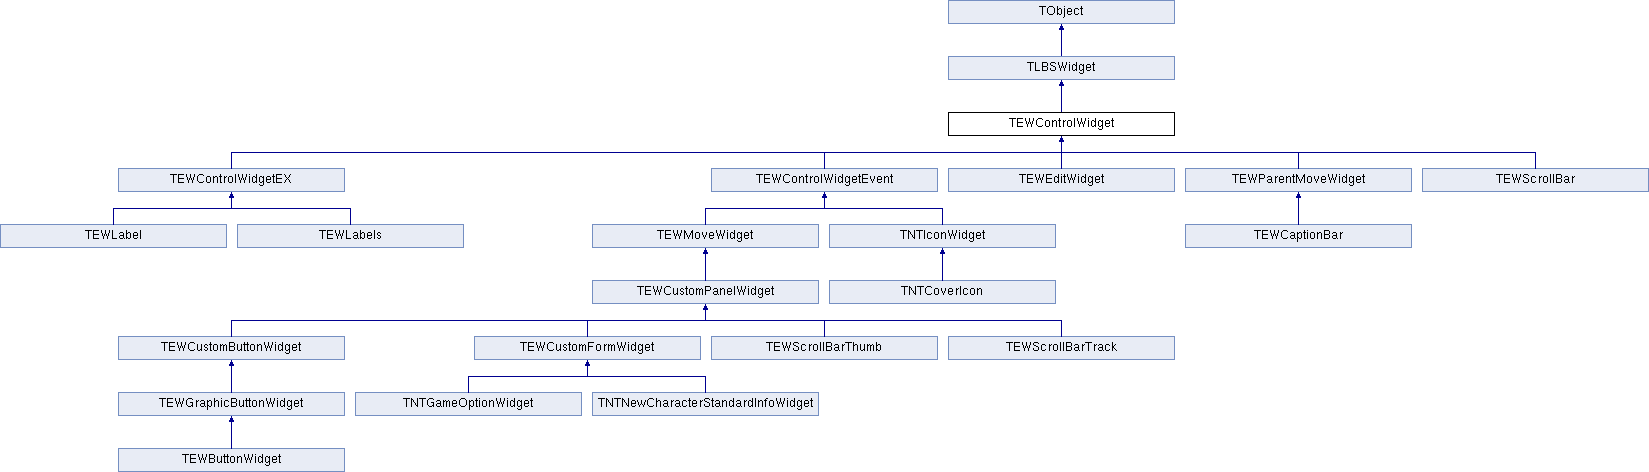 TObject
TLBSWidget
TEWControlWidget
TEWControlWidgetEX
TEWControlWidgetEvent
TEWEditWidget
TEWParentMoveWidget
TEWScrollBar
TEWLabel
TEWLabels
TEWMoveWidget
TNTIconWidget
TEWCaptionBar
TEWCustomPanelWidget
TNTCoverIcon
TEWCustomButtonWidget
TEWCustomFormWidget
TEWScrollBarThumb
TEWScrollBarTrack
TEWGraphicButtonWidget
TNTGameOptionWidget
TNTNewCharacterStandardInfoWidget
TEWButtonWidget